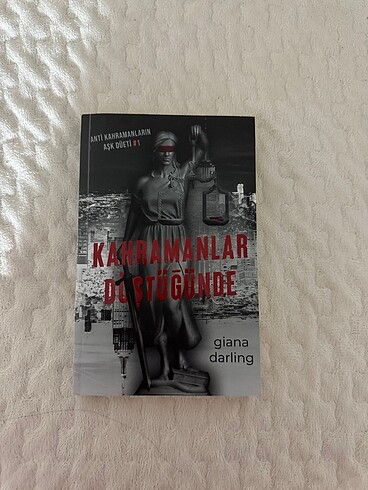 ANTİ KAHRAMANLARIN
AŞK DÜETİ #1
KAHRAMANLAR
DÜŞTÜĞÜNDE
giana
darling